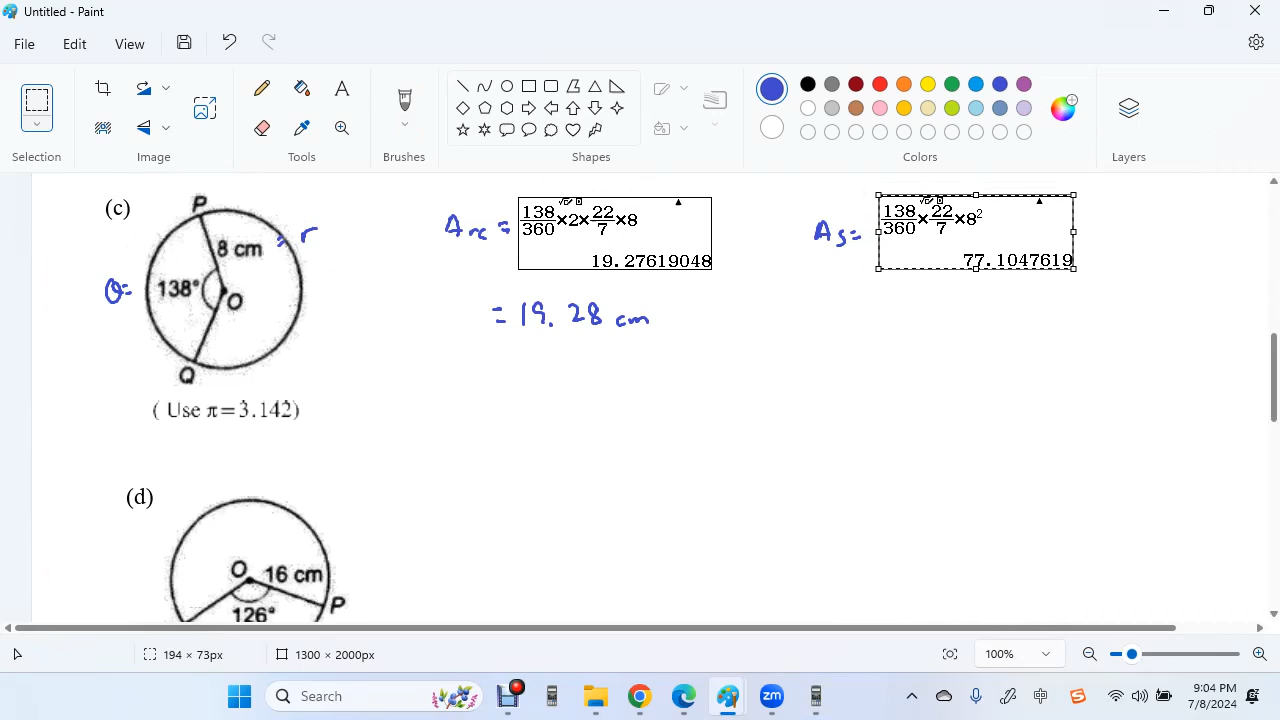 Untitled - Paint
File Edit View
Selection Image Tools Brushes Shapes Colors Layers
(c)
P
8 cm
= r
θ= 138°
O
Q
( Use π=3.142)
Arc = 138/360×2×22/7×8
19.27619048
= 19.28 cm
As= 138/360×22/7×8²
77.1047619
(d)
O
16 cm
126°
P
194 × 73px
1300 × 2000px
100%
Search
zm
中
9:04 PM
7/8/2024